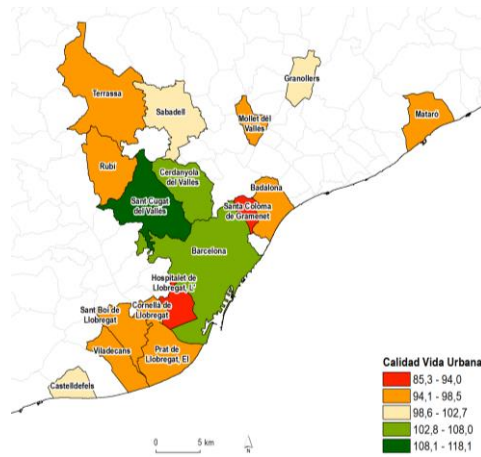 Terrassa
Sabadell
Granollers
Mollet del
Valles
Mataró
Rubí
Cerdanyola
del Valles
Sant Cugat
del Valles
Badalona
Santa Coloma
de Gramenet
Barcelona
Hospitalet de
Llobregat, L'
Sant Boi de
Llobregat
Cornellà de
Llobregat
Viladecans
Prat de
Llobregat, El
Castelldefels
Calidad Vida Urbana
85,3 - 94,0
94,1 - 98,5
98,6 - 102,7
102,8 - 108,0
108,1 - 118,1
0 5 km
N